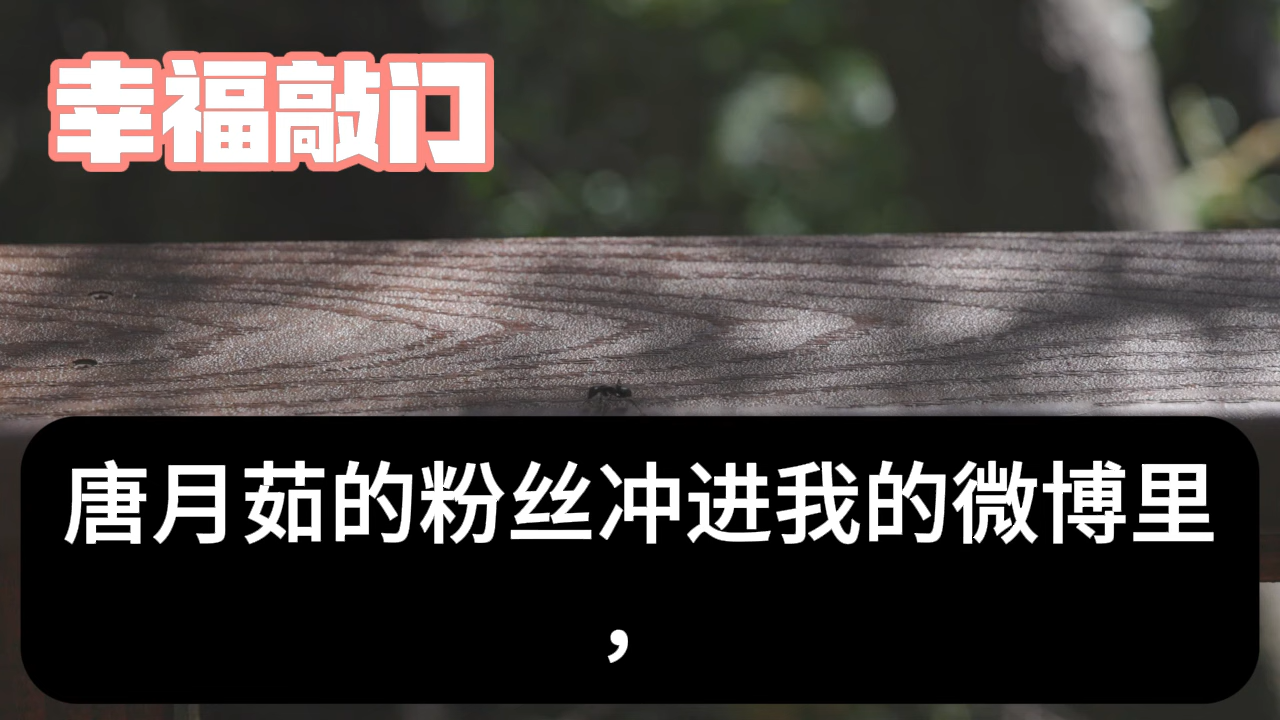 幸福敲门
唐月茹的粉丝冲进我的微博里
，